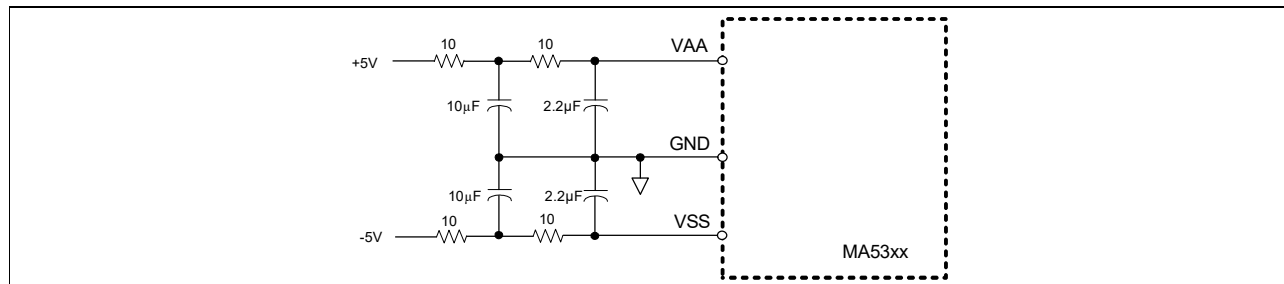 10 10 VAA
+5V
10μF 2.2μF
GND
10μF 2.2μF
10 10 VSS
-5V
MA53xx